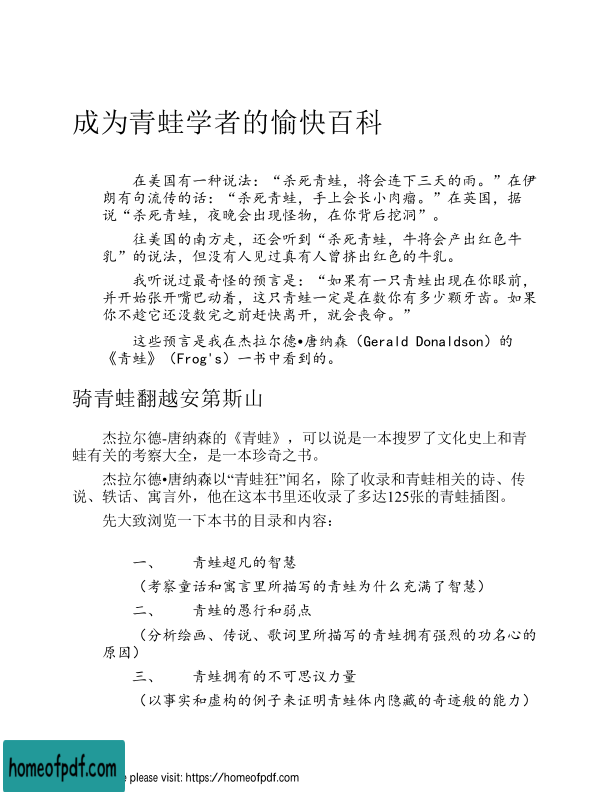 成为青蛙学者的愉快百科
在美国有一种说法：“杀死青蛙，将会连下三天的雨。”在伊
朗有句流传的话：“杀死青蛙，手上会长小肉瘤。”在英国，据
说“杀死青蛙，夜晚会出现怪物，在你背后挖洞”。
往美国的南方走，还会听到“杀死青蛙，牛将会产出红色牛
乳”的说法，但没有人见过真有人曾挤出红色的牛乳。
我听说过最奇怪的预言是：“如果有一只青蛙出现在你眼前，
并开始张开嘴巴动着，这只青蛙一定是在数你有多少颗牙齿。如果
你不趁它还没数完之前赶快离开，就会丧命。”
这些预言是我在杰拉尔德•唐纳森（Gerald Donaldson）的
《青蛙》（Frog's）一书中看到的。
骑青蛙翻越安第斯山
杰拉尔德-唐纳森的《青蛙》，可以说是一本搜罗了文化史上和青
蛙有关的考察大全，是一本珍奇之书。
杰拉尔德•唐纳森以“青蛙狂”闻名，除了收录和青蛙相关的诗、传
说、轶话、寓言外，他在这本书里还收录了多达125张的青蛙插图。
先大致浏览一下本书的目录和内容：
一、 青蛙超凡的智慧
（考察童话和寓言里所描写的青蛙为什么充满了智慧）
二、 青蛙的愚行和弱点
（分析绘画、传说、歌词里所描写的青蛙拥有强烈的功名心的
原因）
三、 青蛙拥有的不可思议力量
（以事实和虚构的例子来证明青蛙体内隐藏的奇迹般的能力）
homeofpdf.com
please visit: https://homeofpdf.com